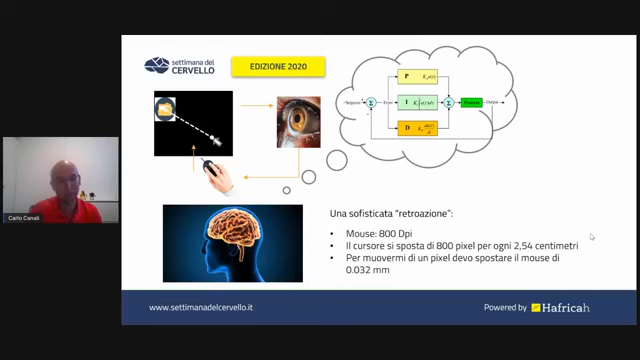 settimana del
CERVELLO
EDIZIONE 2020
P
I
D
Σ
Σ
Error
Output
Una sofisticata “retroazione”:
• Mouse: 800 Dpi
• Il cursore si sposta di 800 pixel per ogni 2,54 centimetri
• Per muovermi di un pixel devo spostare il mouse di
0.032 mm
Carlo Canali
www.settimanadelcervello.it
Powered by Hafricah